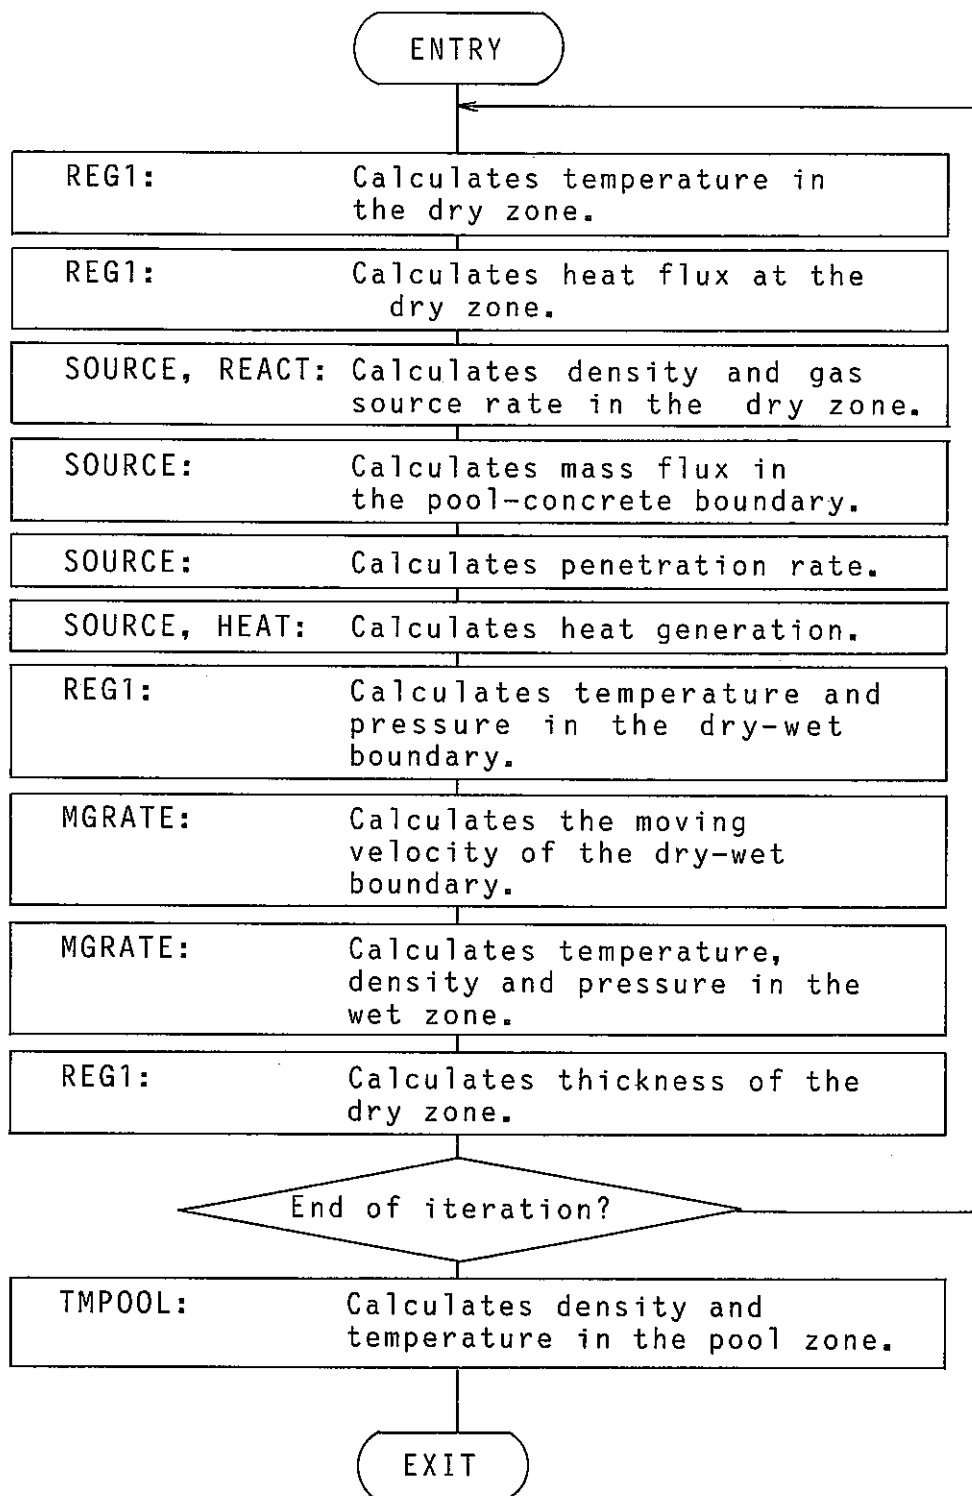 ENTRY
REG1: Calculates temperature in
the dry zone.
REG1: Calculates heat flux at the
dry zone.
SOURCE, REACT: Calculates density and gas
source rate in the dry zone.
SOURCE: Calculates mass flux in
the pool-concrete boundary.
SOURCE: Calculates penetration rate.
SOURCE, HEAT: Calculates heat generation.
REG1: Calculates temperature and
pressure in the dry-wet
boundary.
MGRATE: Calculates the moving
velocity of the dry-wet
boundary.
MGRATE: Calculates temperature,
density and pressure in the
wet zone.
REG1: Calculates thickness of the
dry zone.
End of iteration?
TMPOOL: Calculates density and
temperature in the pool zone.
EXIT